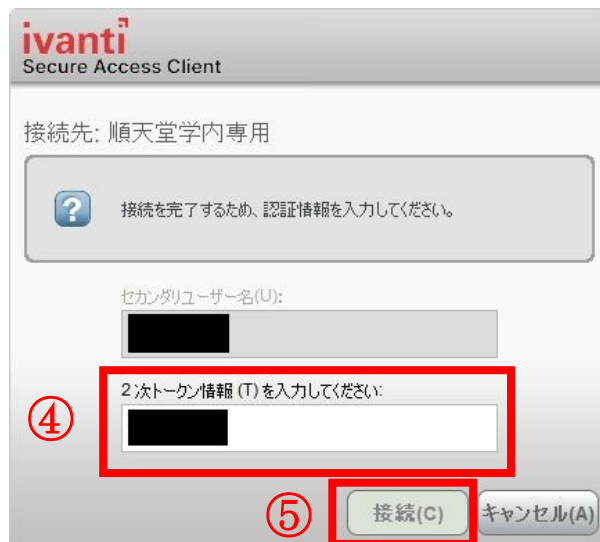 ivanti
Secure Access Client
接続先: 順天堂学内専用
?
接続を完了するため、認証情報を入力してください。
セカンダリユーザー名(U):
2次トークン情報 (T) を入力してください:
④
⑤
接続(C)
キャンセル(A)